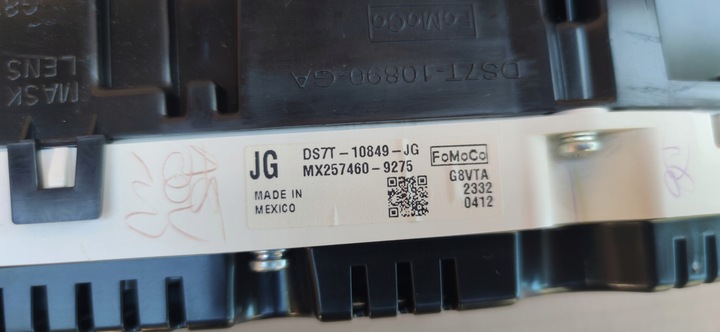 FoMoCo
DS7T-10890-GA
MASK
LENS
JG
DS7T-10849-JG
MX257460-9275
FoMoCo
G8VTA
2332
0412
MADE IN
MEXICO